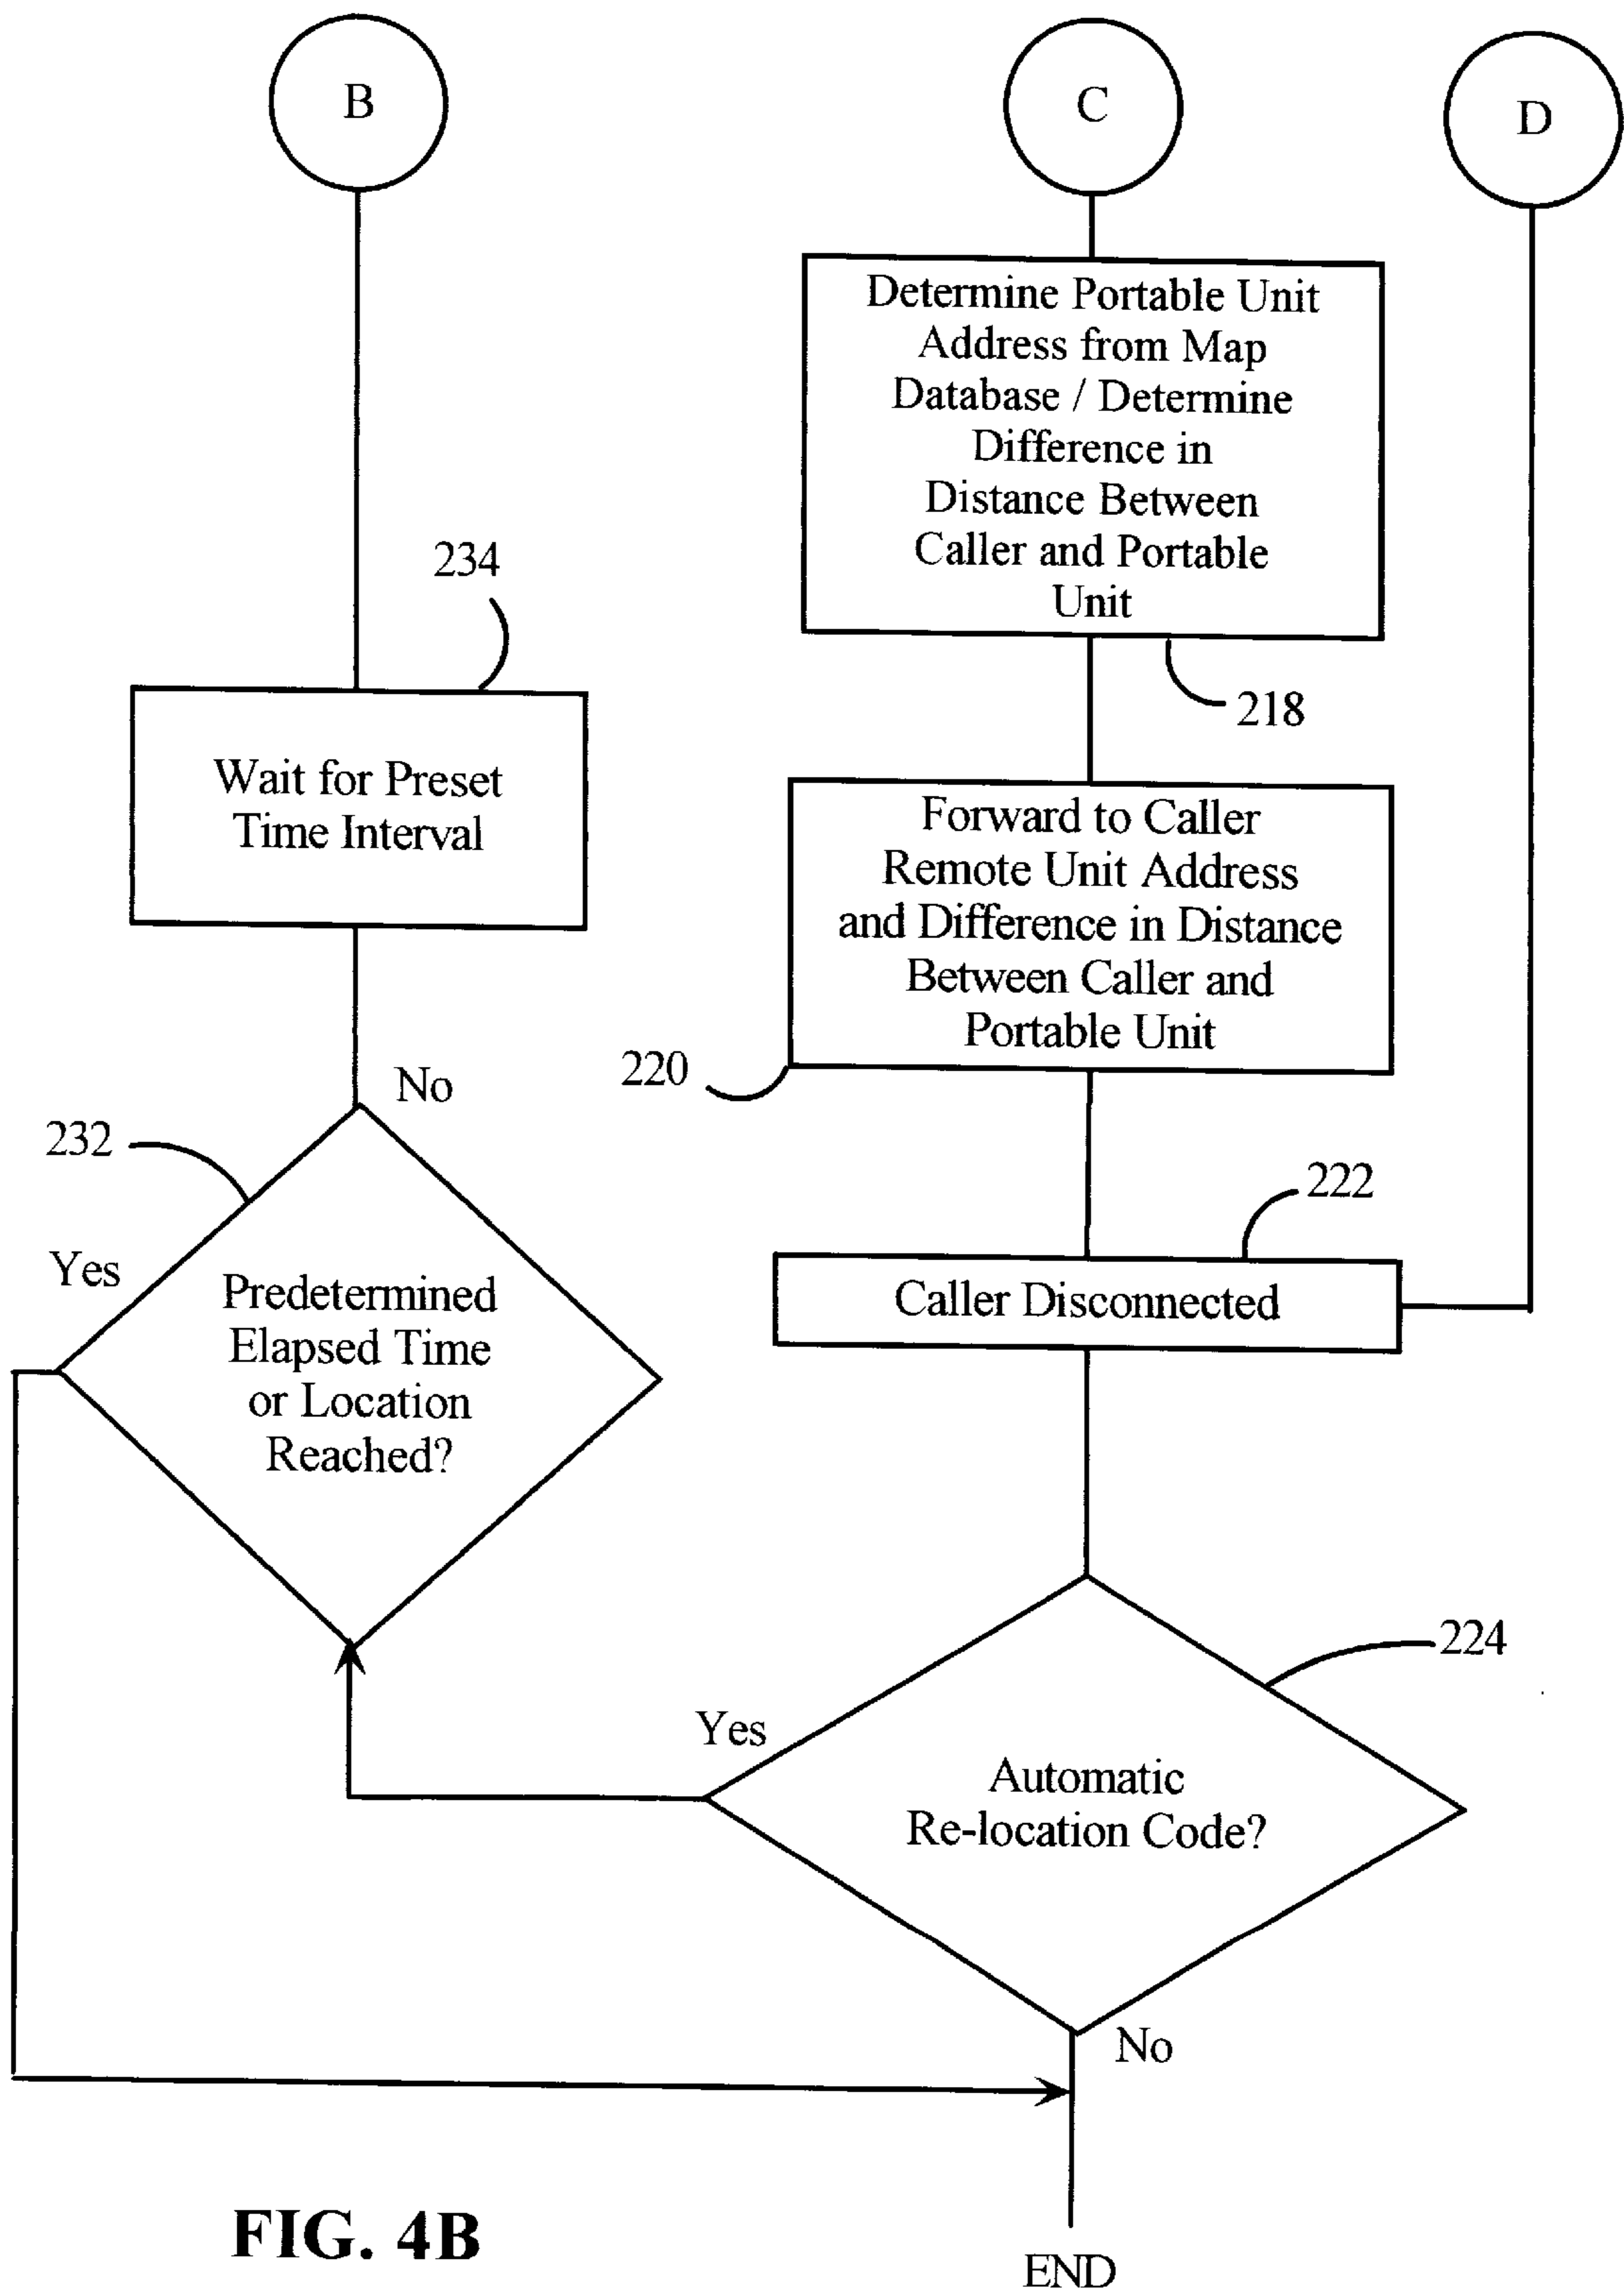 B
C
D
Determine Portable Unit
Address from Map
Database / Determine
Difference in
Distance Between
Caller and Portable
Unit
218
234
Wait for Preset
Time Interval
Forward to Caller
Remote Unit Address
and Difference in Distance
Between Caller and
Portable Unit
220
No
232
Yes
Predetermined
Elapsed Time
or Location
Reached?
222
Caller Disconnected
224
Yes
Automatic
Re-location Code?
No
END
FIG. 4B